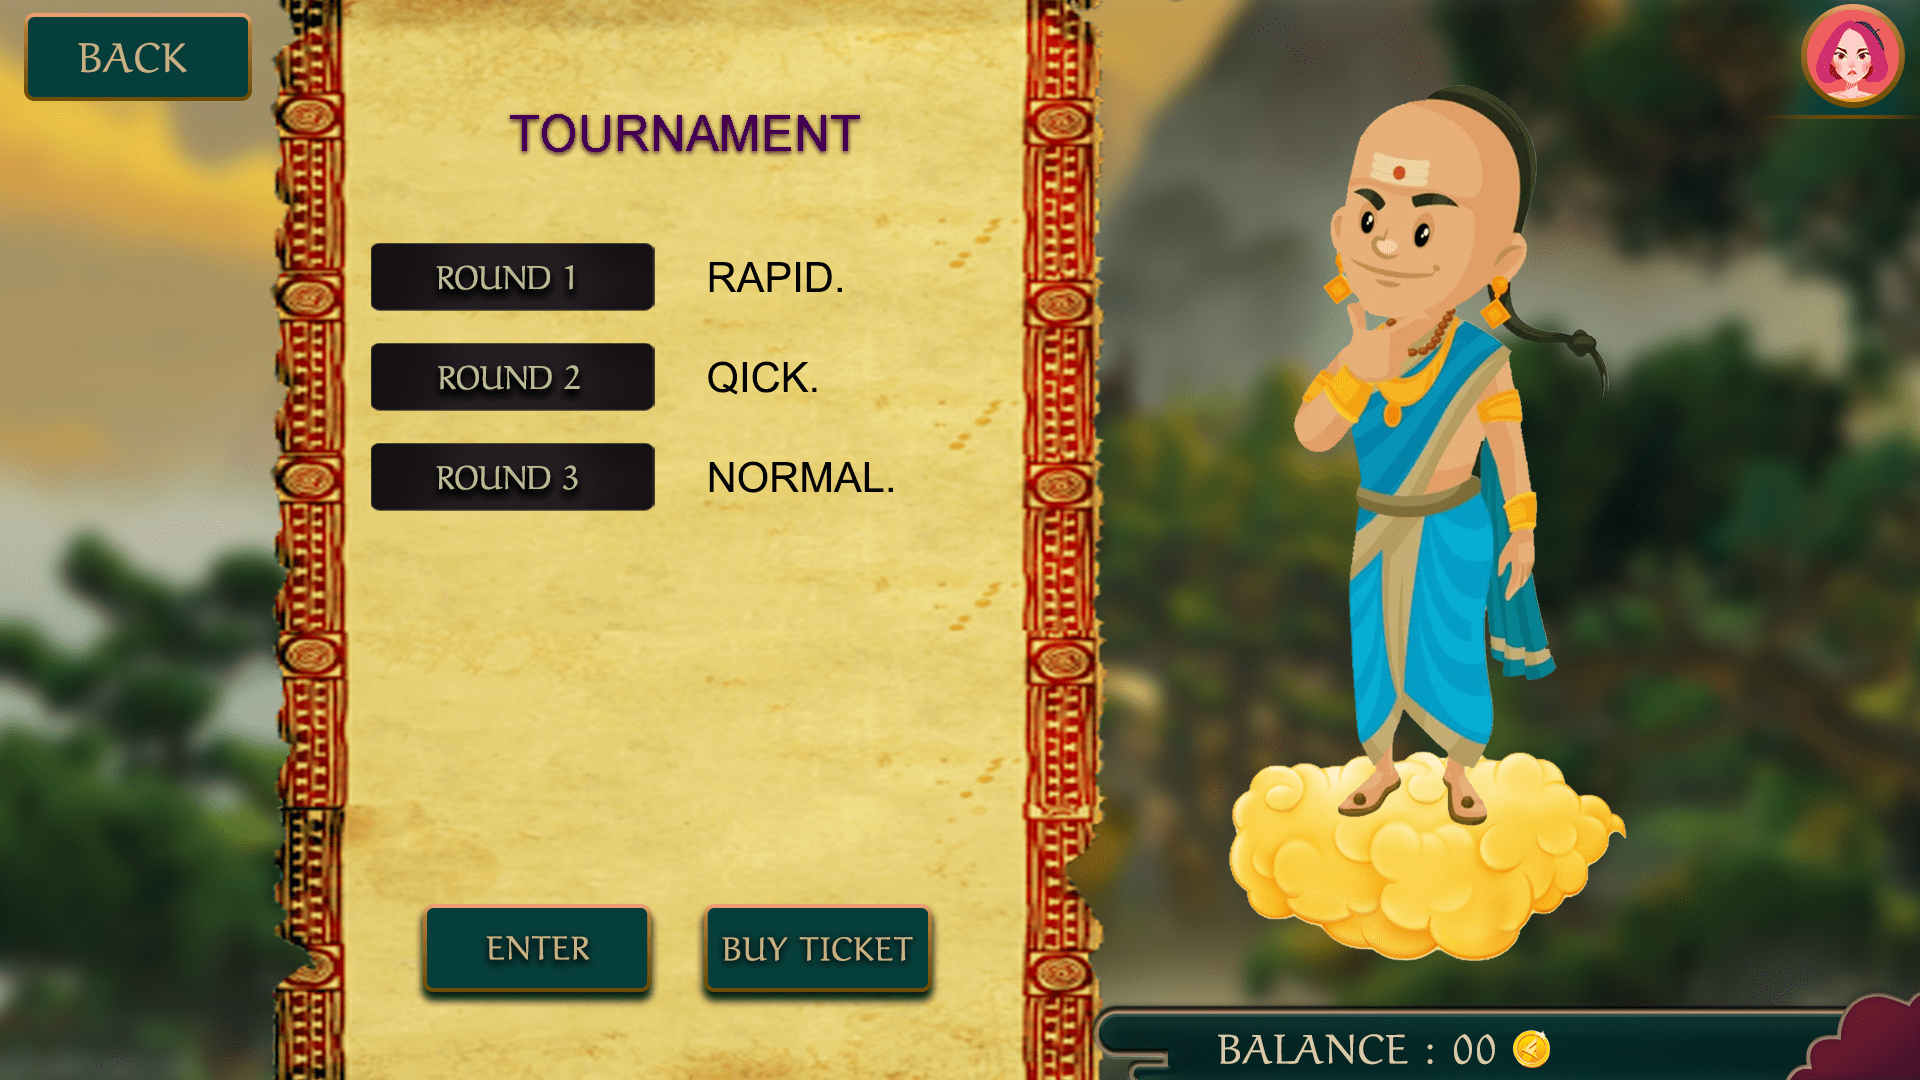 BACK
TOURNAMENT
ROUND 1 RAPID.
ROUND 2 QICK.
ROUND 3 NORMAL.
ENTER BUY TICKET
BALANCE : 00